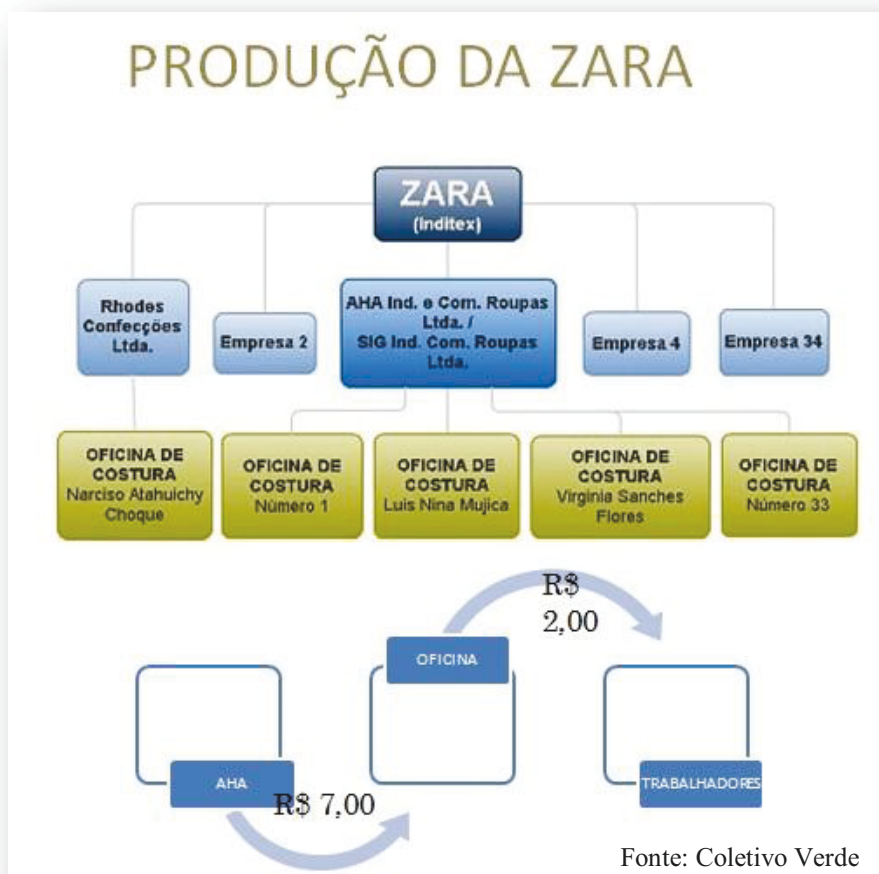 PRODUÇÃO DA ZARA
ZARA
(Inditex)
Rhodes
Confecções
Ltda.
Empresa 2
AHA Ind. e Com. Roupas
Ltda. /
SIG Ind. Com. Roupas
Ltda.
Empresa 4
Empresa 34
OFICINA DE
COSTURA
Narciso Atahuichy
Choque
OFICINA DE
COSTURA
Número 1
OFICINA DE
COSTURA
Luis Nina Mujica
OFICINA DE
COSTURA
Virginia Sanches
Flores
OFICINA DE
COSTURA
Número 33
R$
2,00
OFICINA
AHA
TRABALHADORES
R$ 7,00
Fonte: Coletivo Verde